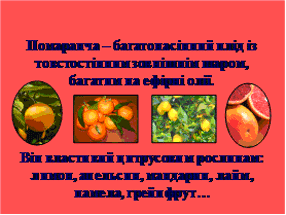 Померанча – багатонасінний плід із
товстостінним зовнішнім шаром,
багатим на ефірні олії.
Він властивий цитрусовим рослинам:
лимон, апельсин, мандарин, лайм,
памела, грейпфрут…